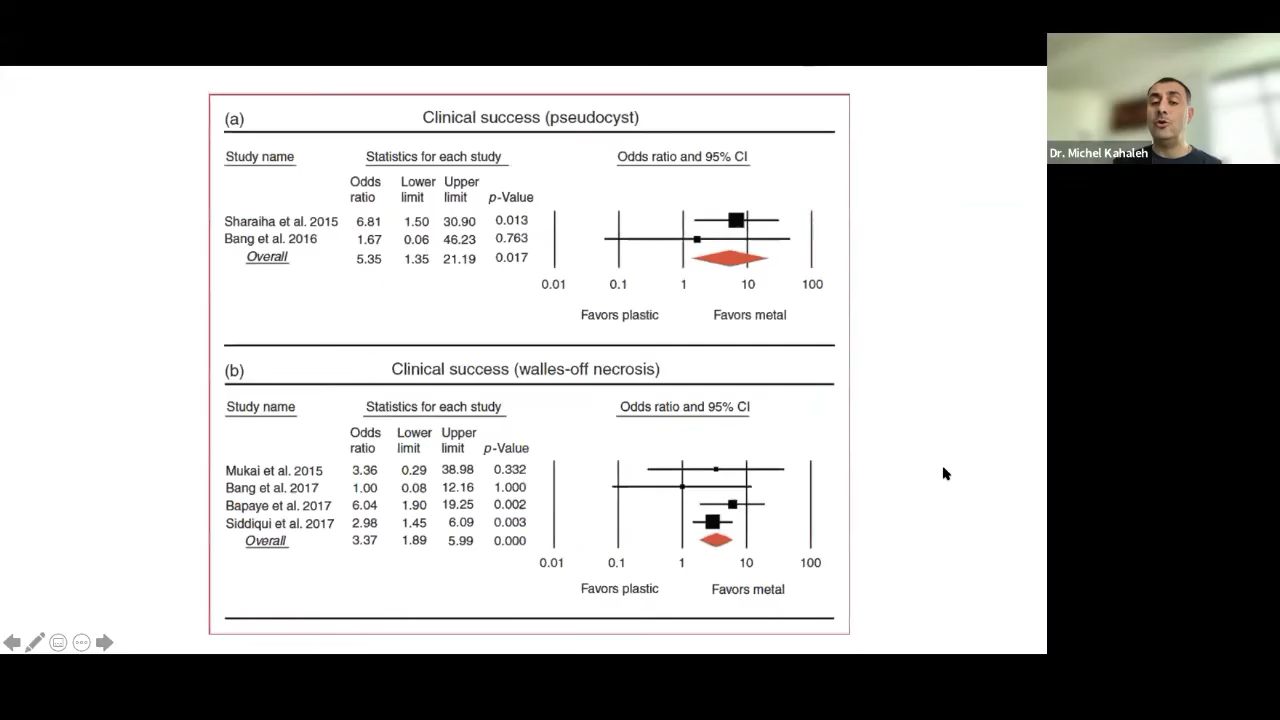 (a) Clinical success (pseudocyst)
Study name Statistics for each study Odds ratio and 95% CI
Odds Lower Upper
ratio limit limit p-Value
Sharaiha et al. 2015 6.81 1.50 30.90 0.013
Bang et al. 2016 1.67 0.06 46.23 0.763
Overall 5.35 1.35 21.19 0.017
0.01 0.1 1 10 100
Favors plastic Favors metal
(b) Clinical success (walles-off necrosis)
Study name Statistics for each study Odds ratio and 95% CI
Odds Lower Upper
ratio limit limit p-Value
Mukai et al. 2015 3.36 0.29 38.98 0.332
Bang et al. 2017 1.00 0.08 12.16 1.000
Bapaye et al. 2017 6.04 1.90 19.25 0.002
Siddiqui et al. 2017 2.98 1.45 6.09 0.003
Overall 3.37 1.89 5.99 0.000
0.01 0.1 1 10 100
Favors plastic Favors metal
Dr. Michel Kahaleh